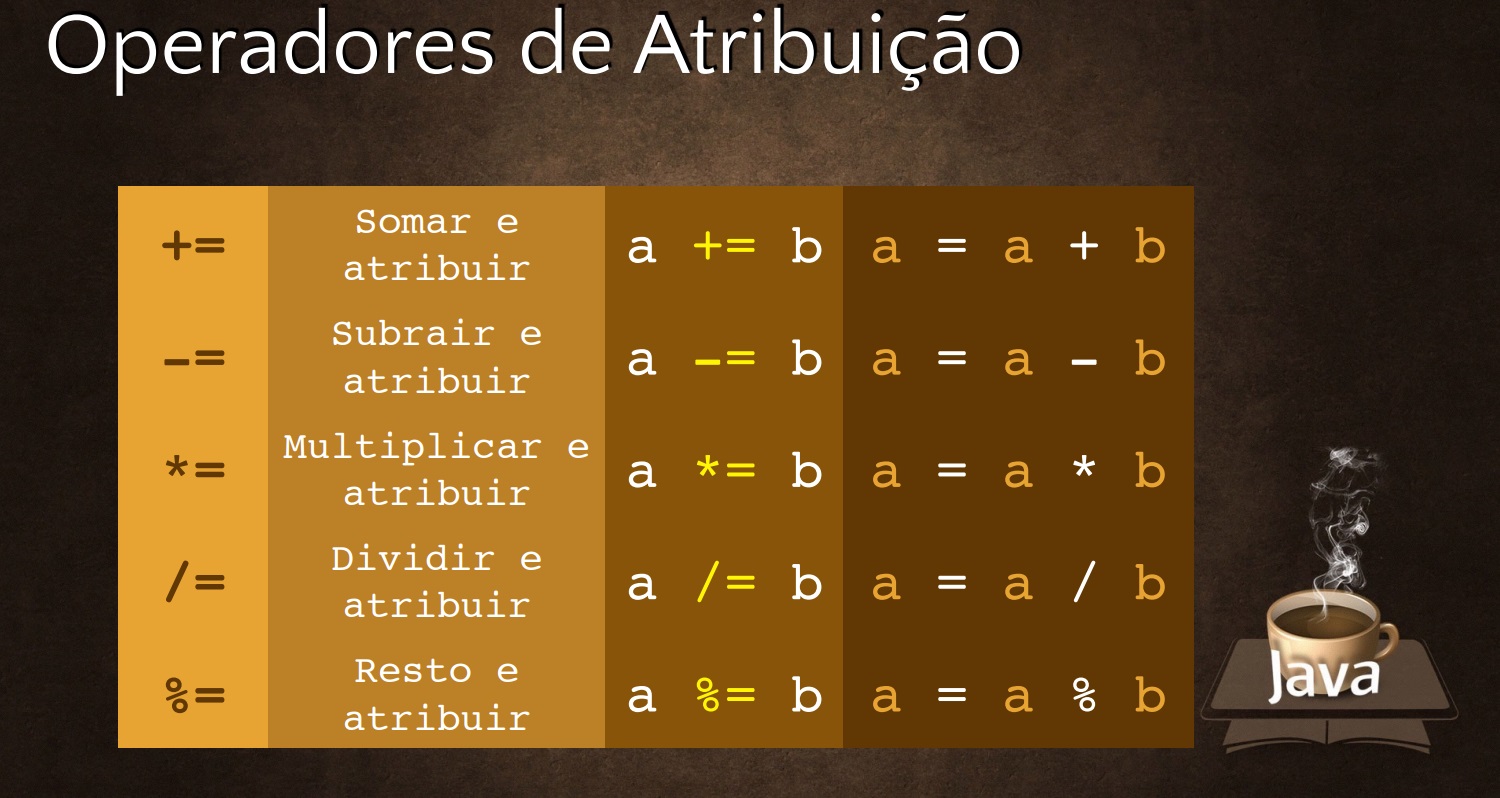 Operadores de Atribuição
+= Somar e atribuir a += b a = a + b
-= Subrair e atribuir a -= b a = a - b
*= Multiplicar e atribuir a *= b a = a * b
/= Dividir e atribuir a /= b a = a / b
%= Resto e atribuir a %= b a = a % b
Java